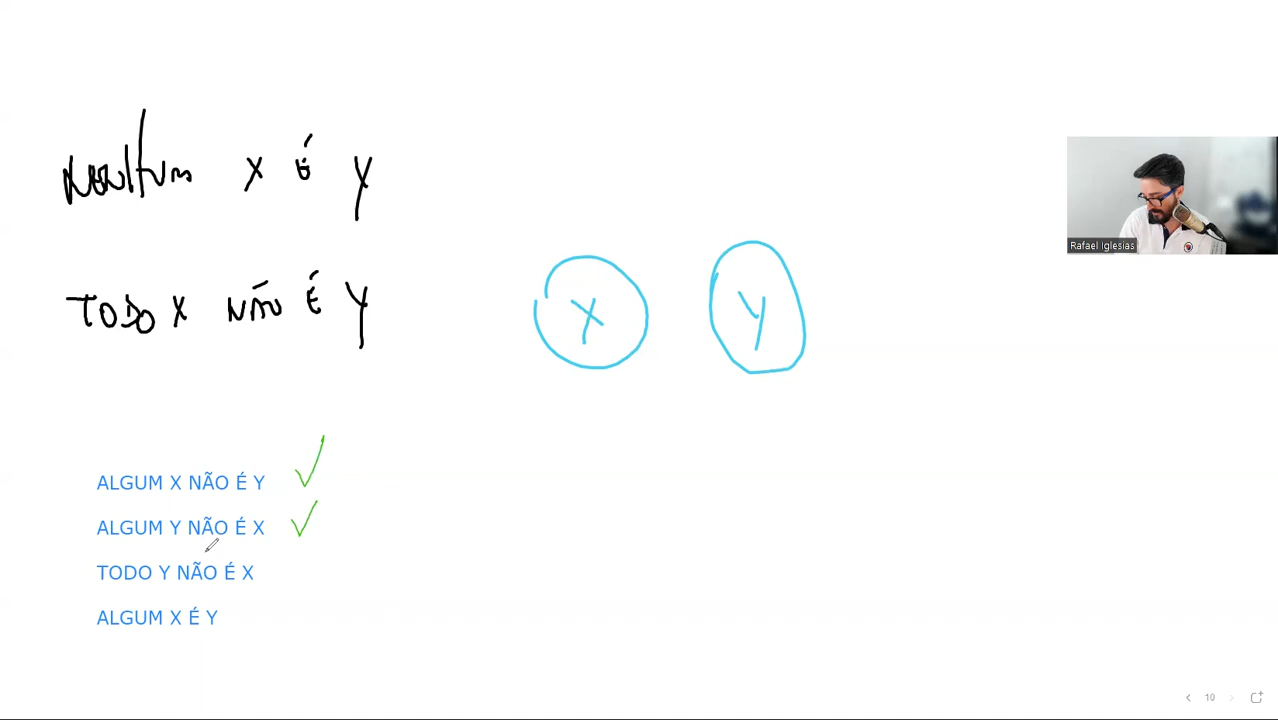 NENHUM X É Y
Rafael Iglesias
TODO X NÃO É Y
X Y
ALGUM X NÃO É Y
ALGUM Y NÃO É X
TODO Y NÃO É X
ALGUM X É Y
10